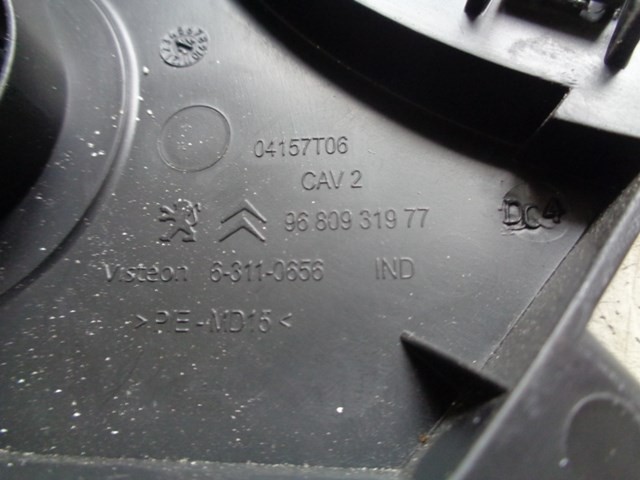 04157T06
CAV 2
96 809 319 77
DC4
Visteon 6-311-0656 IND
>PE-MD15<